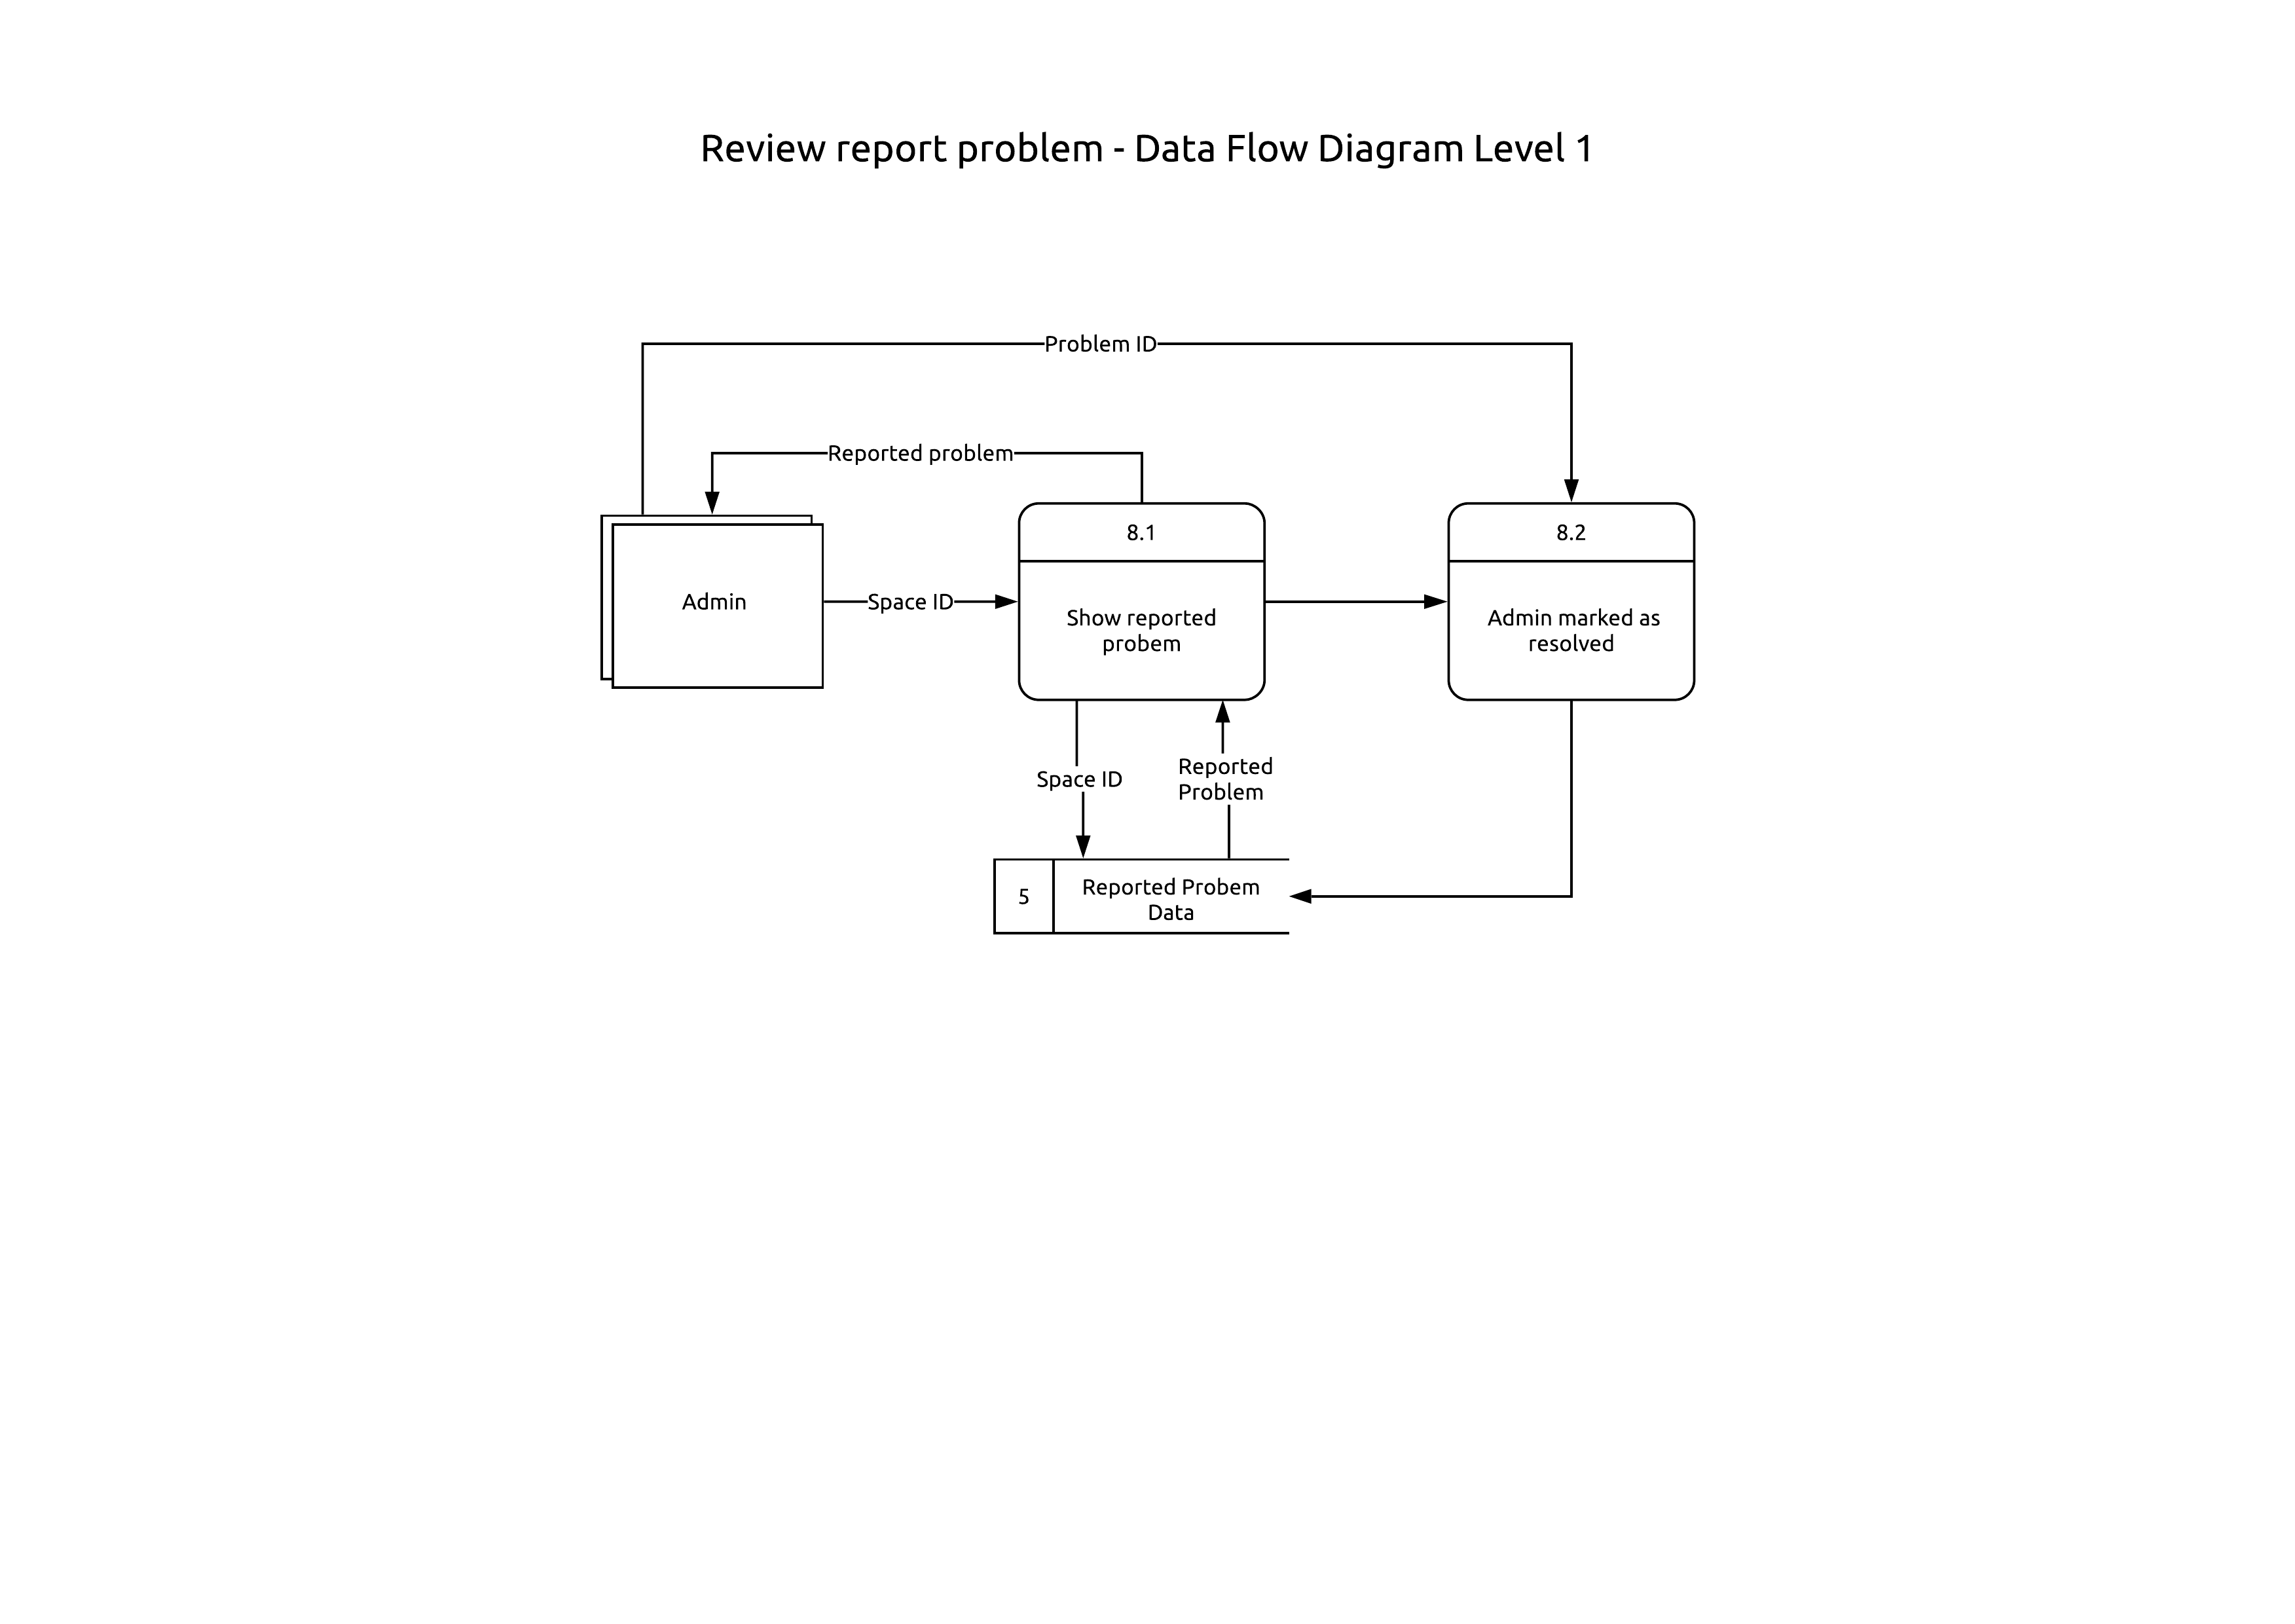 Review report problem - Data Flow Diagram Level 1
Problem ID
Reported problem
8.1
8.2
Admin
Space ID
Show reported
probem
Admin marked as
resolved
Space ID
Reported
Problem
5
Reported Probem
Data